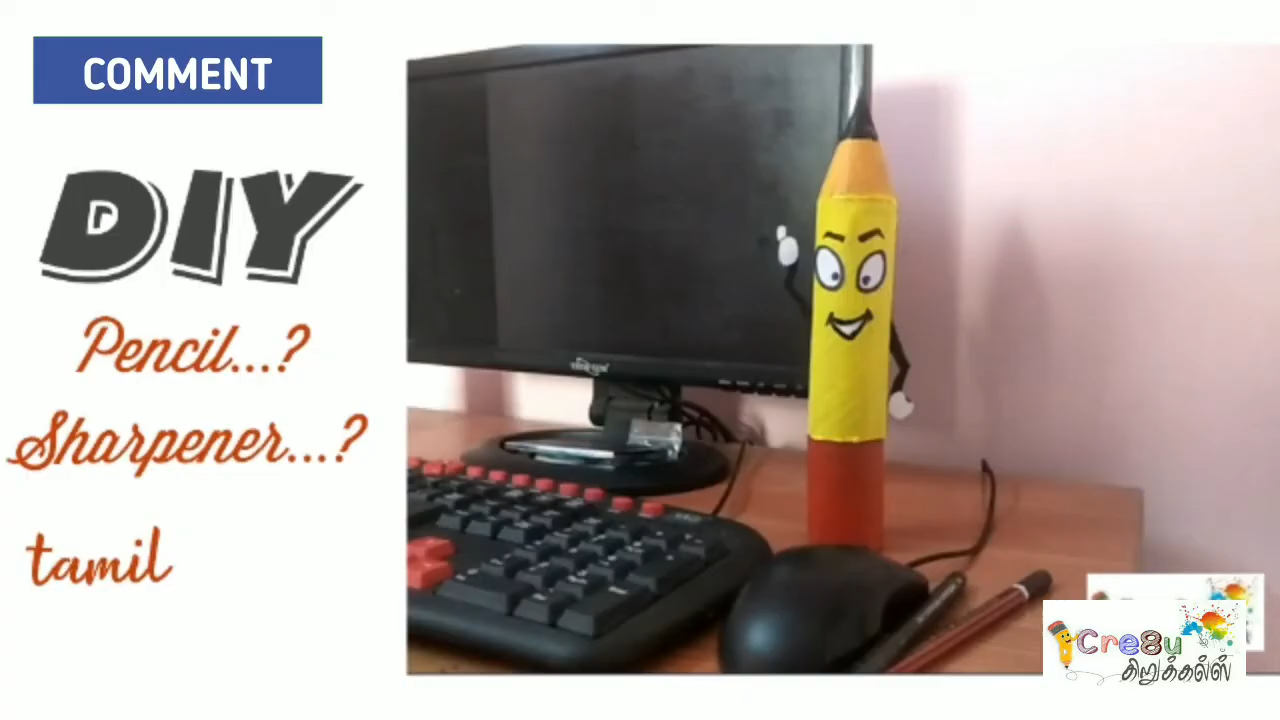 COMMENT
DIY
Pencil...?
Sharpener...?
tamil
Cre8u
கிறுக்கல்ஸ்